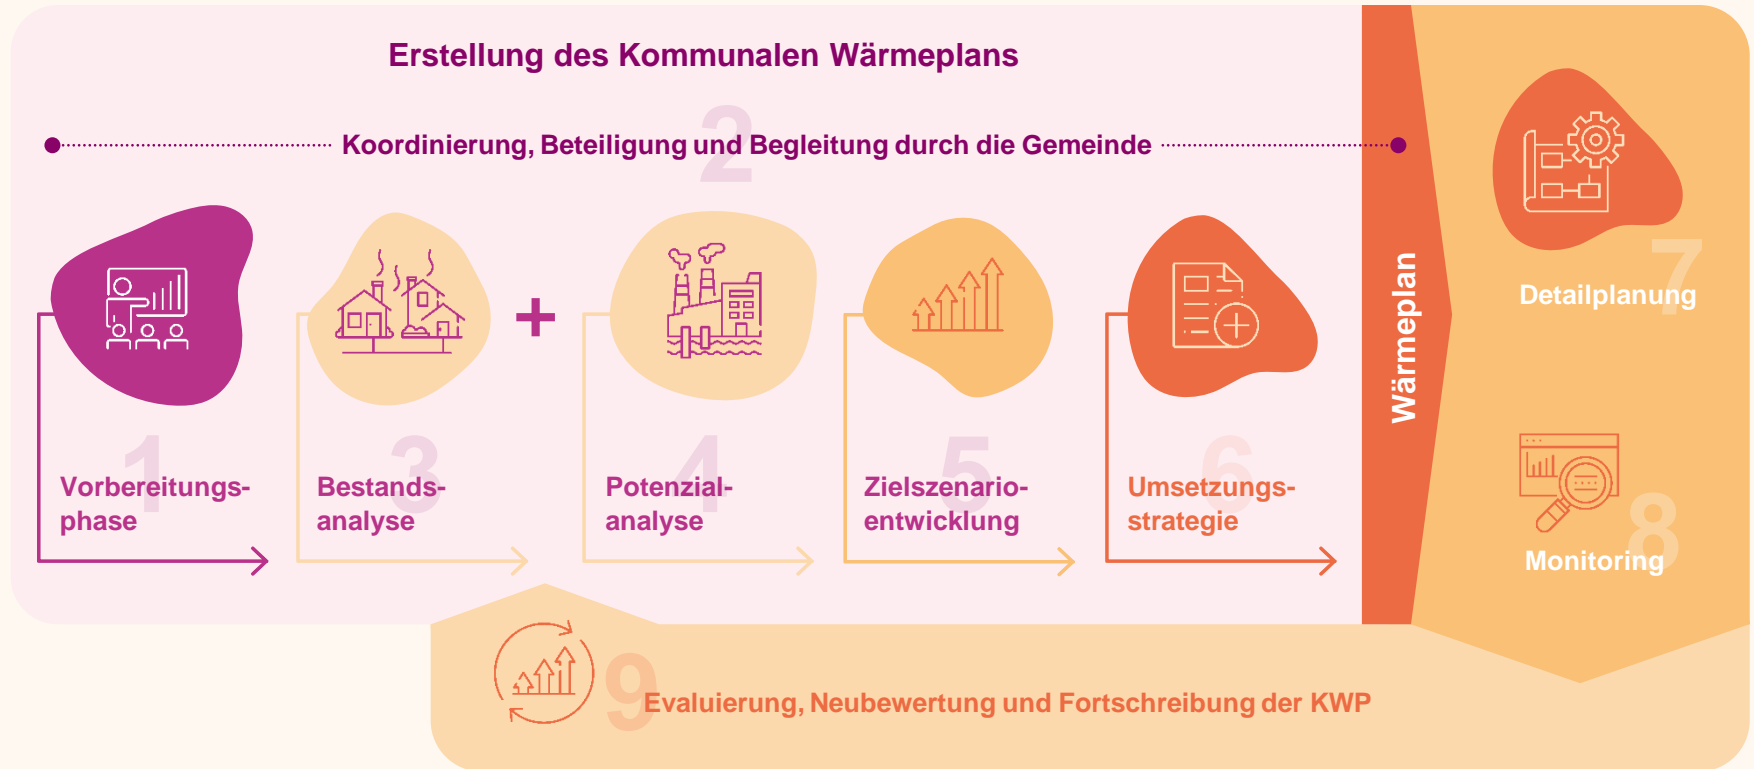 Erstellung des Kommunalen Wärmeplans
2
Koordinierung, Beteiligung und Begleitung durch die Gemeinde
1
Vorbereitungs-
phase
3
Bestands-
analyse
+
4
Potenzial-
analyse
5
Zielszenario-
entwicklung
6
Umsetzungs-
strategie
Wärmeplan
7
Detailplanung
8
Monitoring
9
Evaluierung, Neubewertung und Fortschreibung der KWP